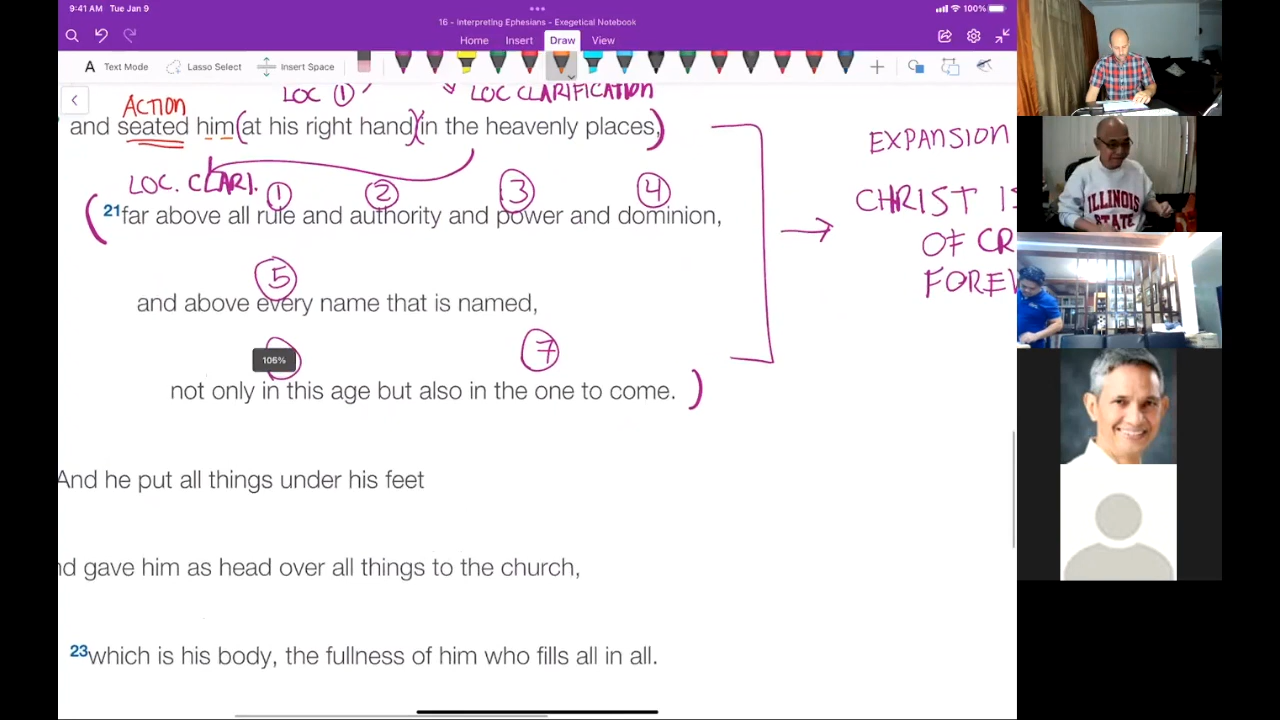 9:41 AM Tue Jan 9
100%
16 - Interpreting Ephesians - Exegetical Notebook
Home Insert Draw View
A Text Mode Lasso Select Insert Space
ACTION LOC ① LOC CLARIFICATION
and seated him (at his right hand)(in the heavenly places,)
LOC. CLARI. ① ② ③ ④
(21far above all rule and authority and power and dominion,
⑤
and above every name that is named,
106% ⑦
not only in this age but also in the one to come. )
And he put all things under his feet
nd gave him as head over all things to the church,
23which is his body, the fullness of him who fills all in all.
EXPANSION
CHRIST IS
OF CR
FOREV
ILLINOIS
STATE